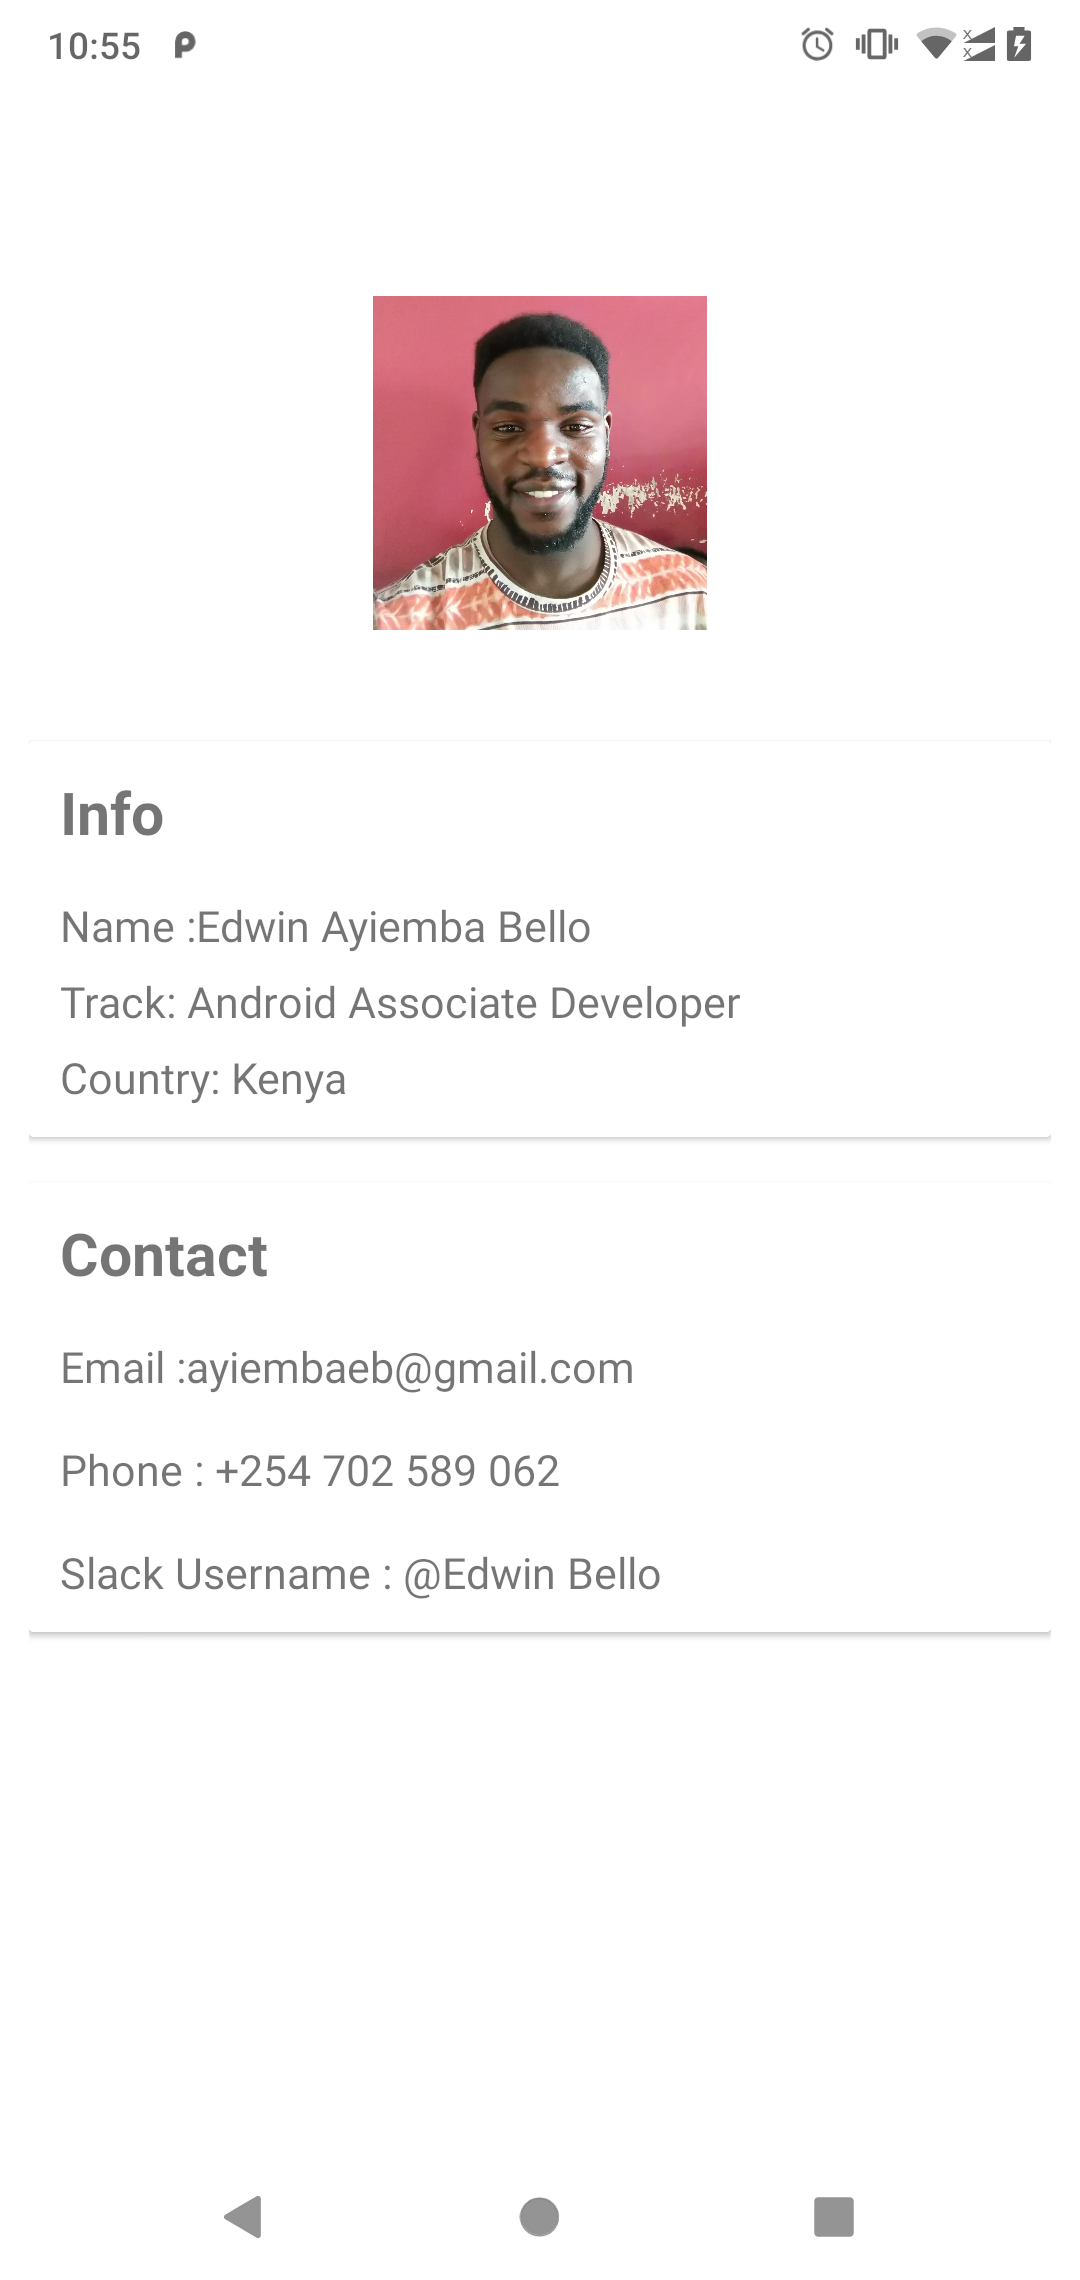 10:55
Info
Name :Edwin Ayiemba Bello
Track: Android Associate Developer
Country: Kenya
Contact
Email :ayiembaeb@gmail.com
Phone : +254 702 589 062
Slack Username : @Edwin Bello